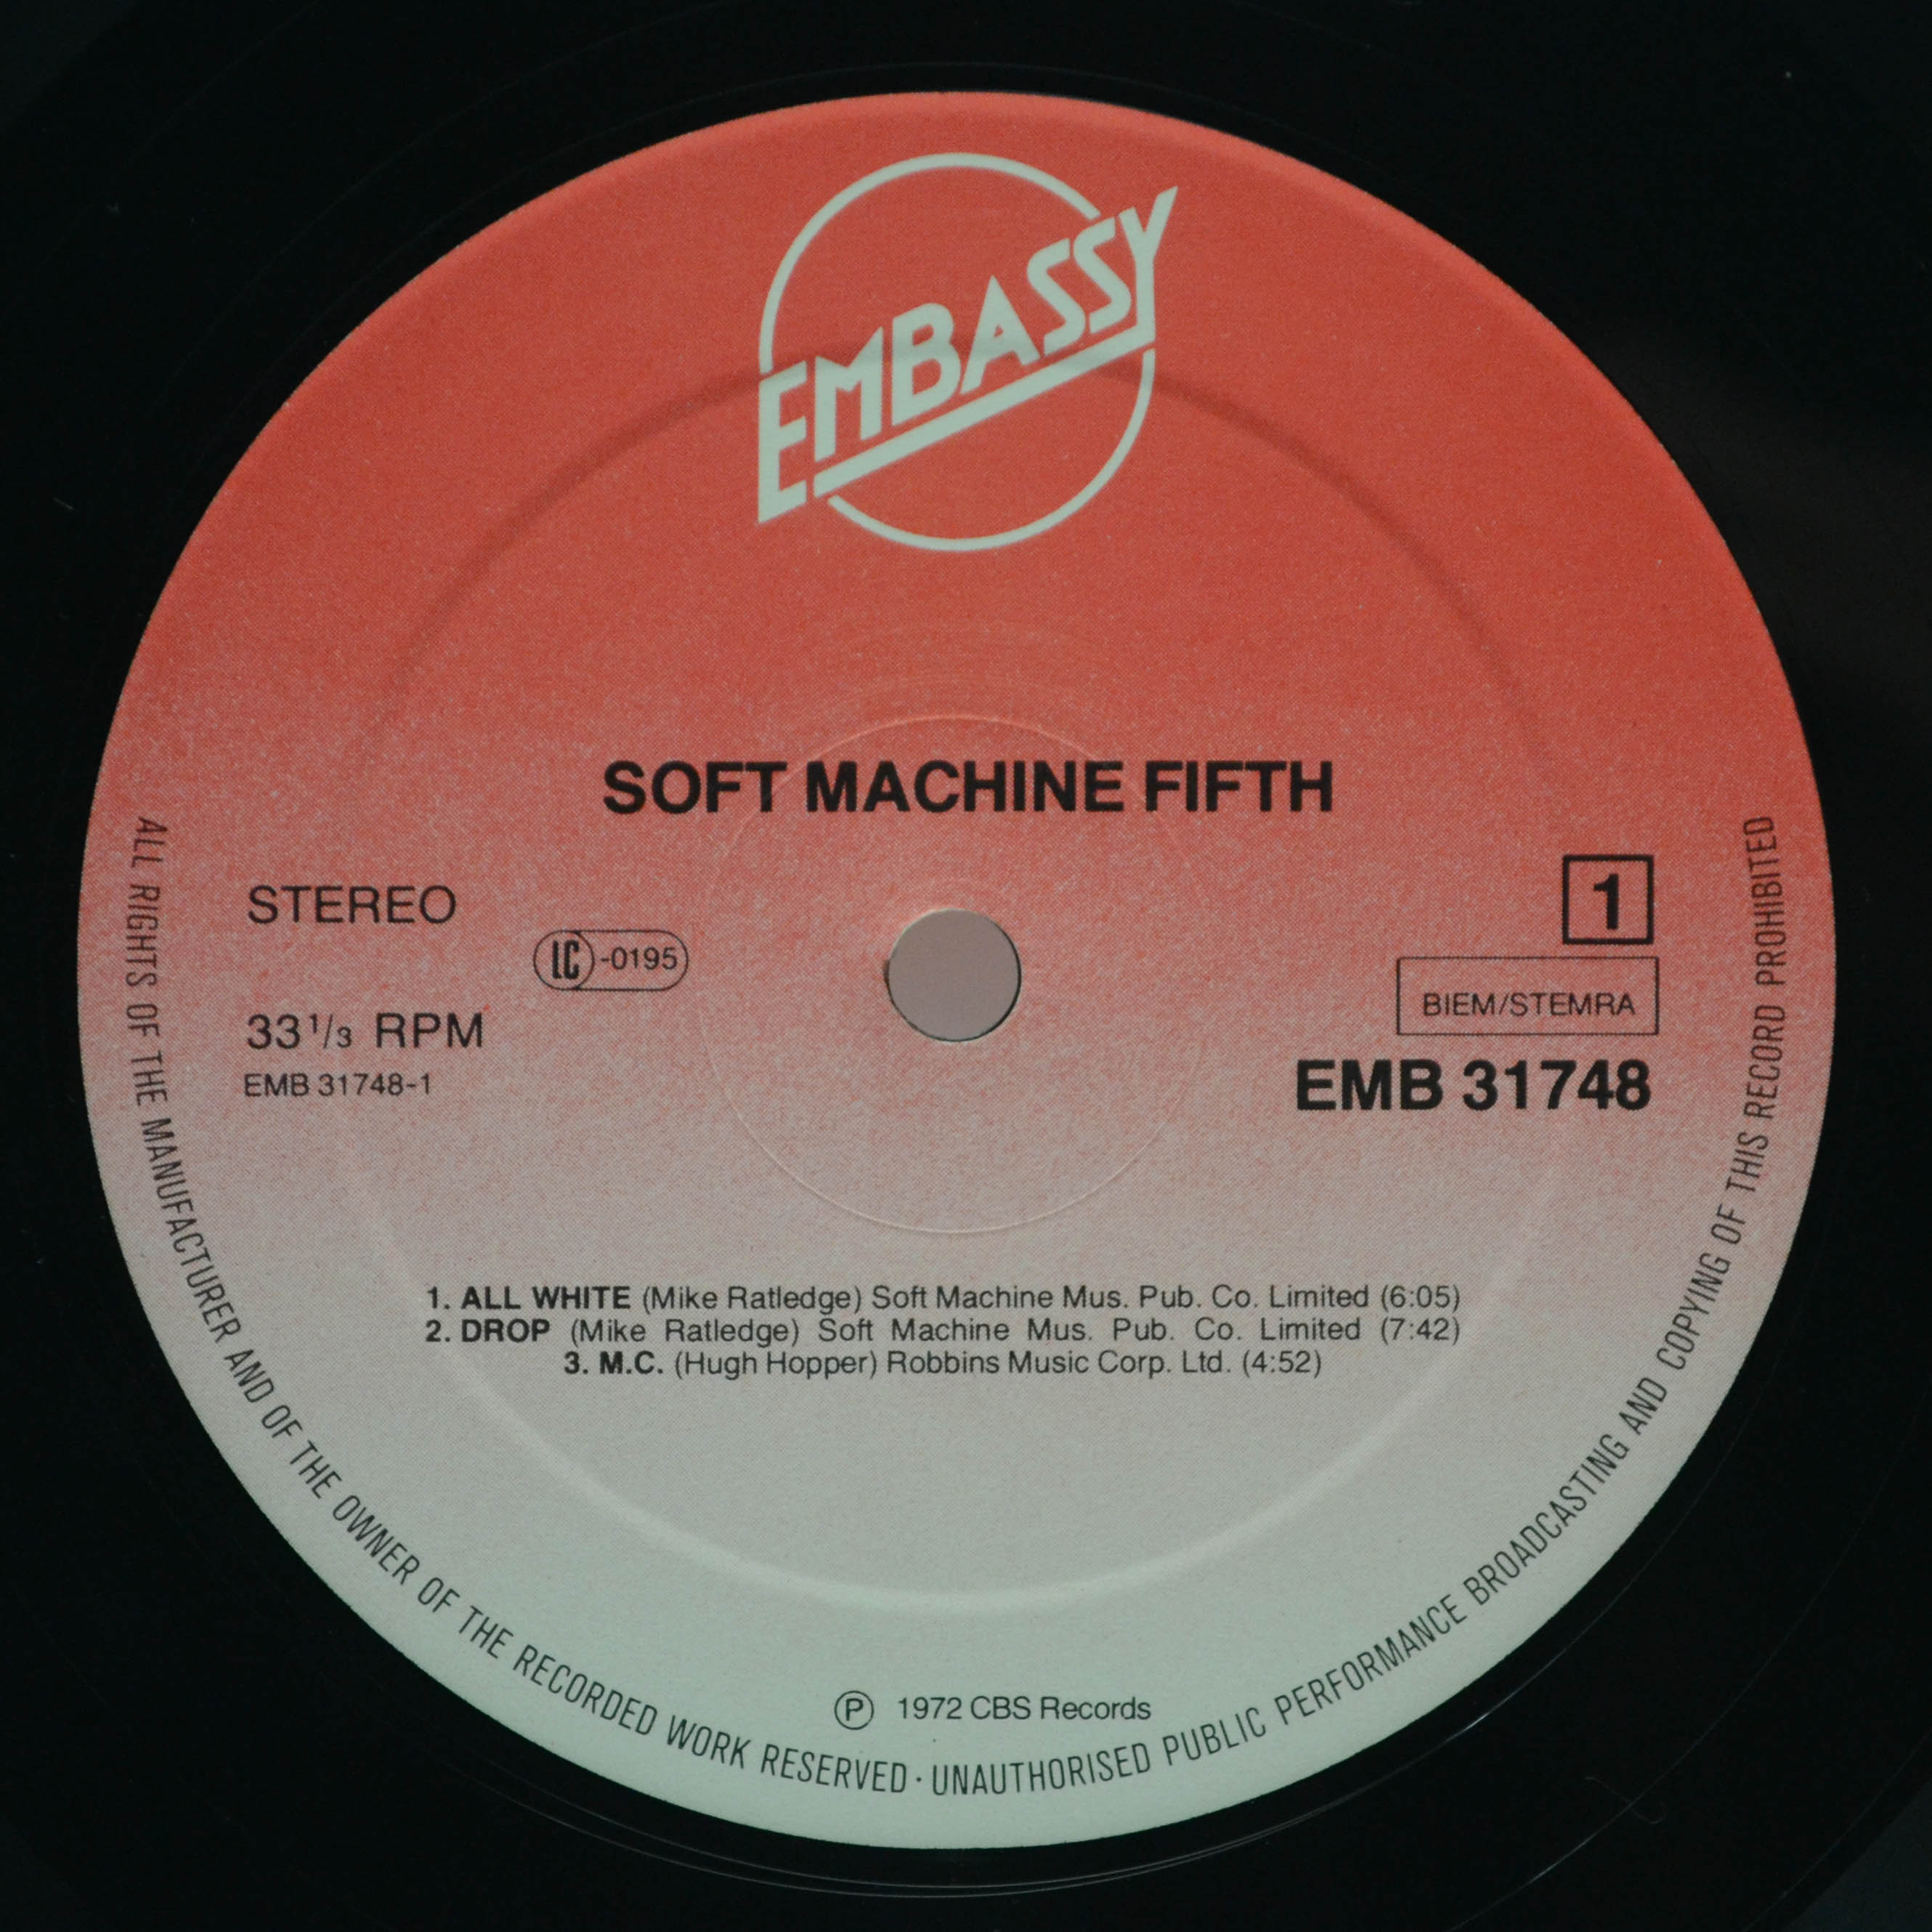 EMBASSY
SOFT MACHINE FIFTH
STEREO
1
LC-0195
BIEM/STEMRA
33 1/3 RPM
EMB 31748
EMB 31748-1
1. ALL WHITE (Mike Ratledge) Soft Machine Mus. Pub. Co. Limited (6:05)
2. DROP (Mike Ratledge) Soft Machine Mus. Pub. Co. Limited (7:42)
3. M.C. (Hugh Hopper) Robbins Music Corp. Ltd. (4:52)
Ⓟ 1972 CBS Records
ALL RIGHTS OF THE MANUFACTURER AND OF THE OWNER OF THE RECORDED WORK RESERVED · UNAUTHORISED PUBLIC PERFORMANCE BROADCASTING AND COPYING OF THIS RECORD PROHIBITED